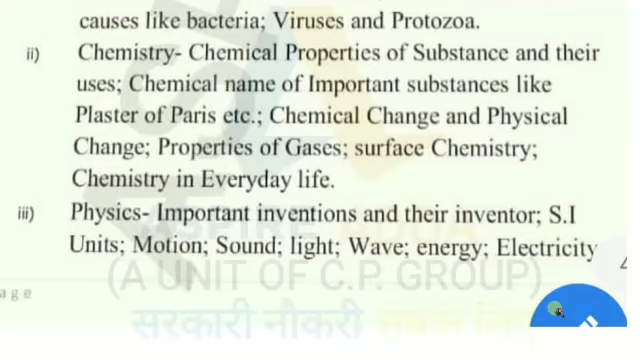 causes like bacteria; Viruses and Protozoa.
ii) Chemistry- Chemical Properties of Substance and their
uses; Chemical name of Important substances like
Plaster of Paris etc.; Chemical Change and Physical
Change; Properties of Gases; surface Chemistry;
Chemistry in Everyday life.
iii) Physics- Important inventions and their inventor; S.I
Units; Motion; Sound; light; Wave; energy; Electricity
(A UNIT OF C.P. GROUP)
age
सरकारी नौकरी